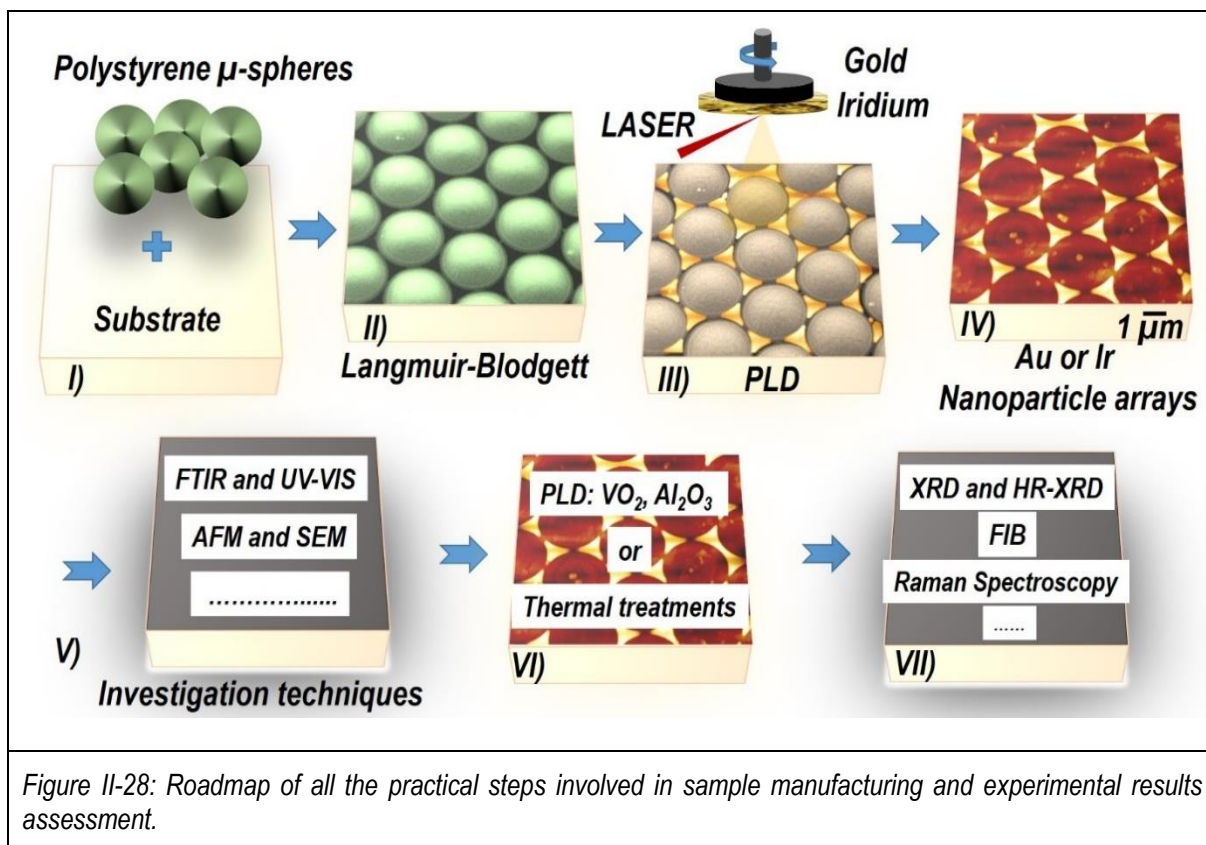 Polystyrene μ-spheres
Substrate
I)
II)
Langmuir-Blodgett
LASER
Gold
Iridium
III)
PLD
IV)
1 μm
Au or Ir
Nanoparticle arrays
V)
FTIR and UV-VIS
AFM and SEM
..................
Investigation techniques
PLD: VO₂, Al₂O₃
or
Thermal treatments
VI)
XRD and HR-XRD
FIB
Raman Spectroscopy
......
VII)
Figure II-28: Roadmap of all the practical steps involved in sample manufacturing and experimental results
assessment.